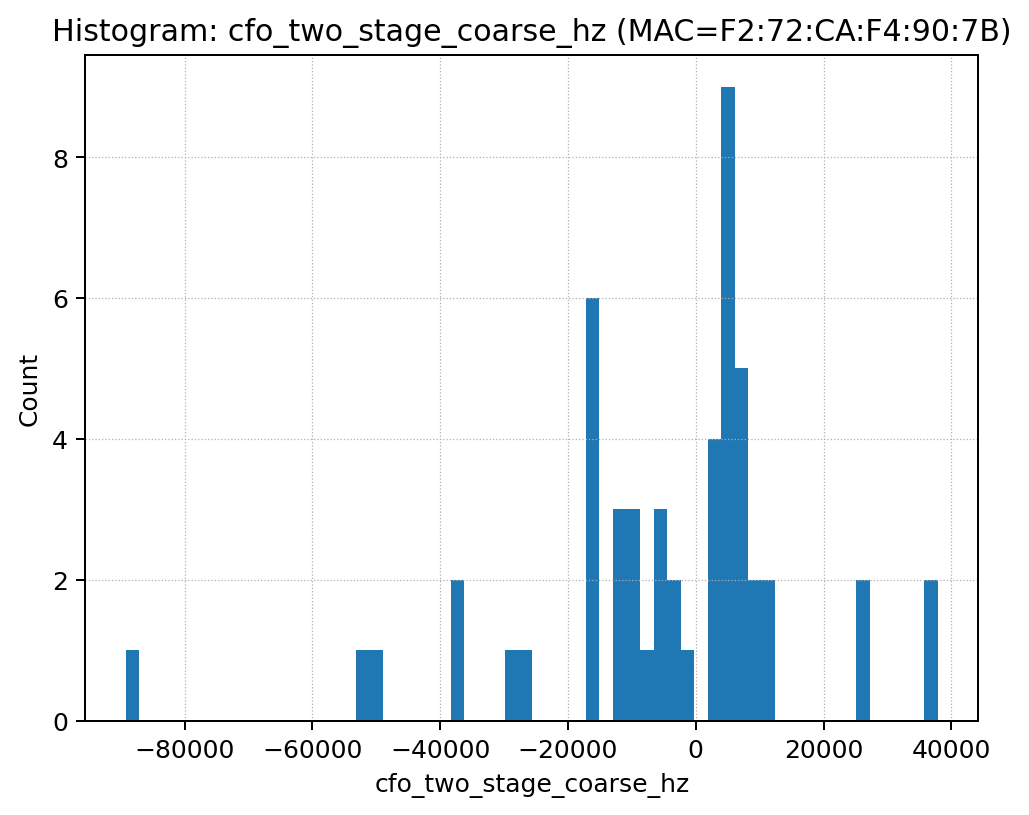 Histogram: cfo_two_stage_coarse_hz (MAC=F2:72:CA:F4:90:7B)
8
6
4
2
0
Count
−80000 −60000 −40000 −20000 0 20000 40000
cfo_two_stage_coarse_hz